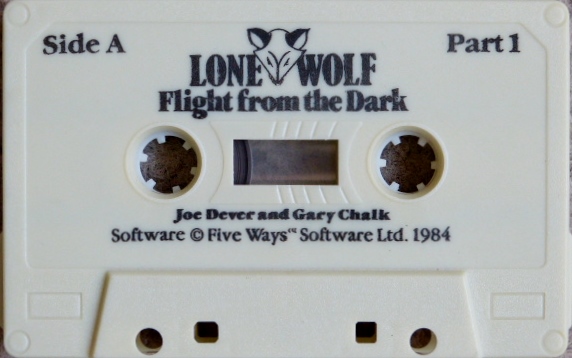 Side A
Part 1
LONE WOLF
Flight from the Dark
Joe Dever and Gary Chalk
Software © Five Ways™ Software Ltd. 1984